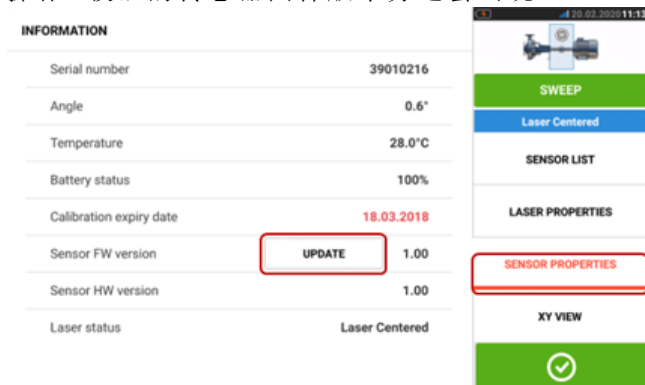 INFORMATION
Serial number 39010216
Angle 0.6°
Temperature 28.0°C
Battery status 100%
Calibration expiry date 18.03.2018
Sensor FW version UPDATE 1.00
Sensor HW version 1.00
Laser status Laser Centered
20.02.2020 11:13
SWEEP
Laser Centered
SENSOR LIST
LASER PROPERTIES
SENSOR PROPERTIES
XY VIEW